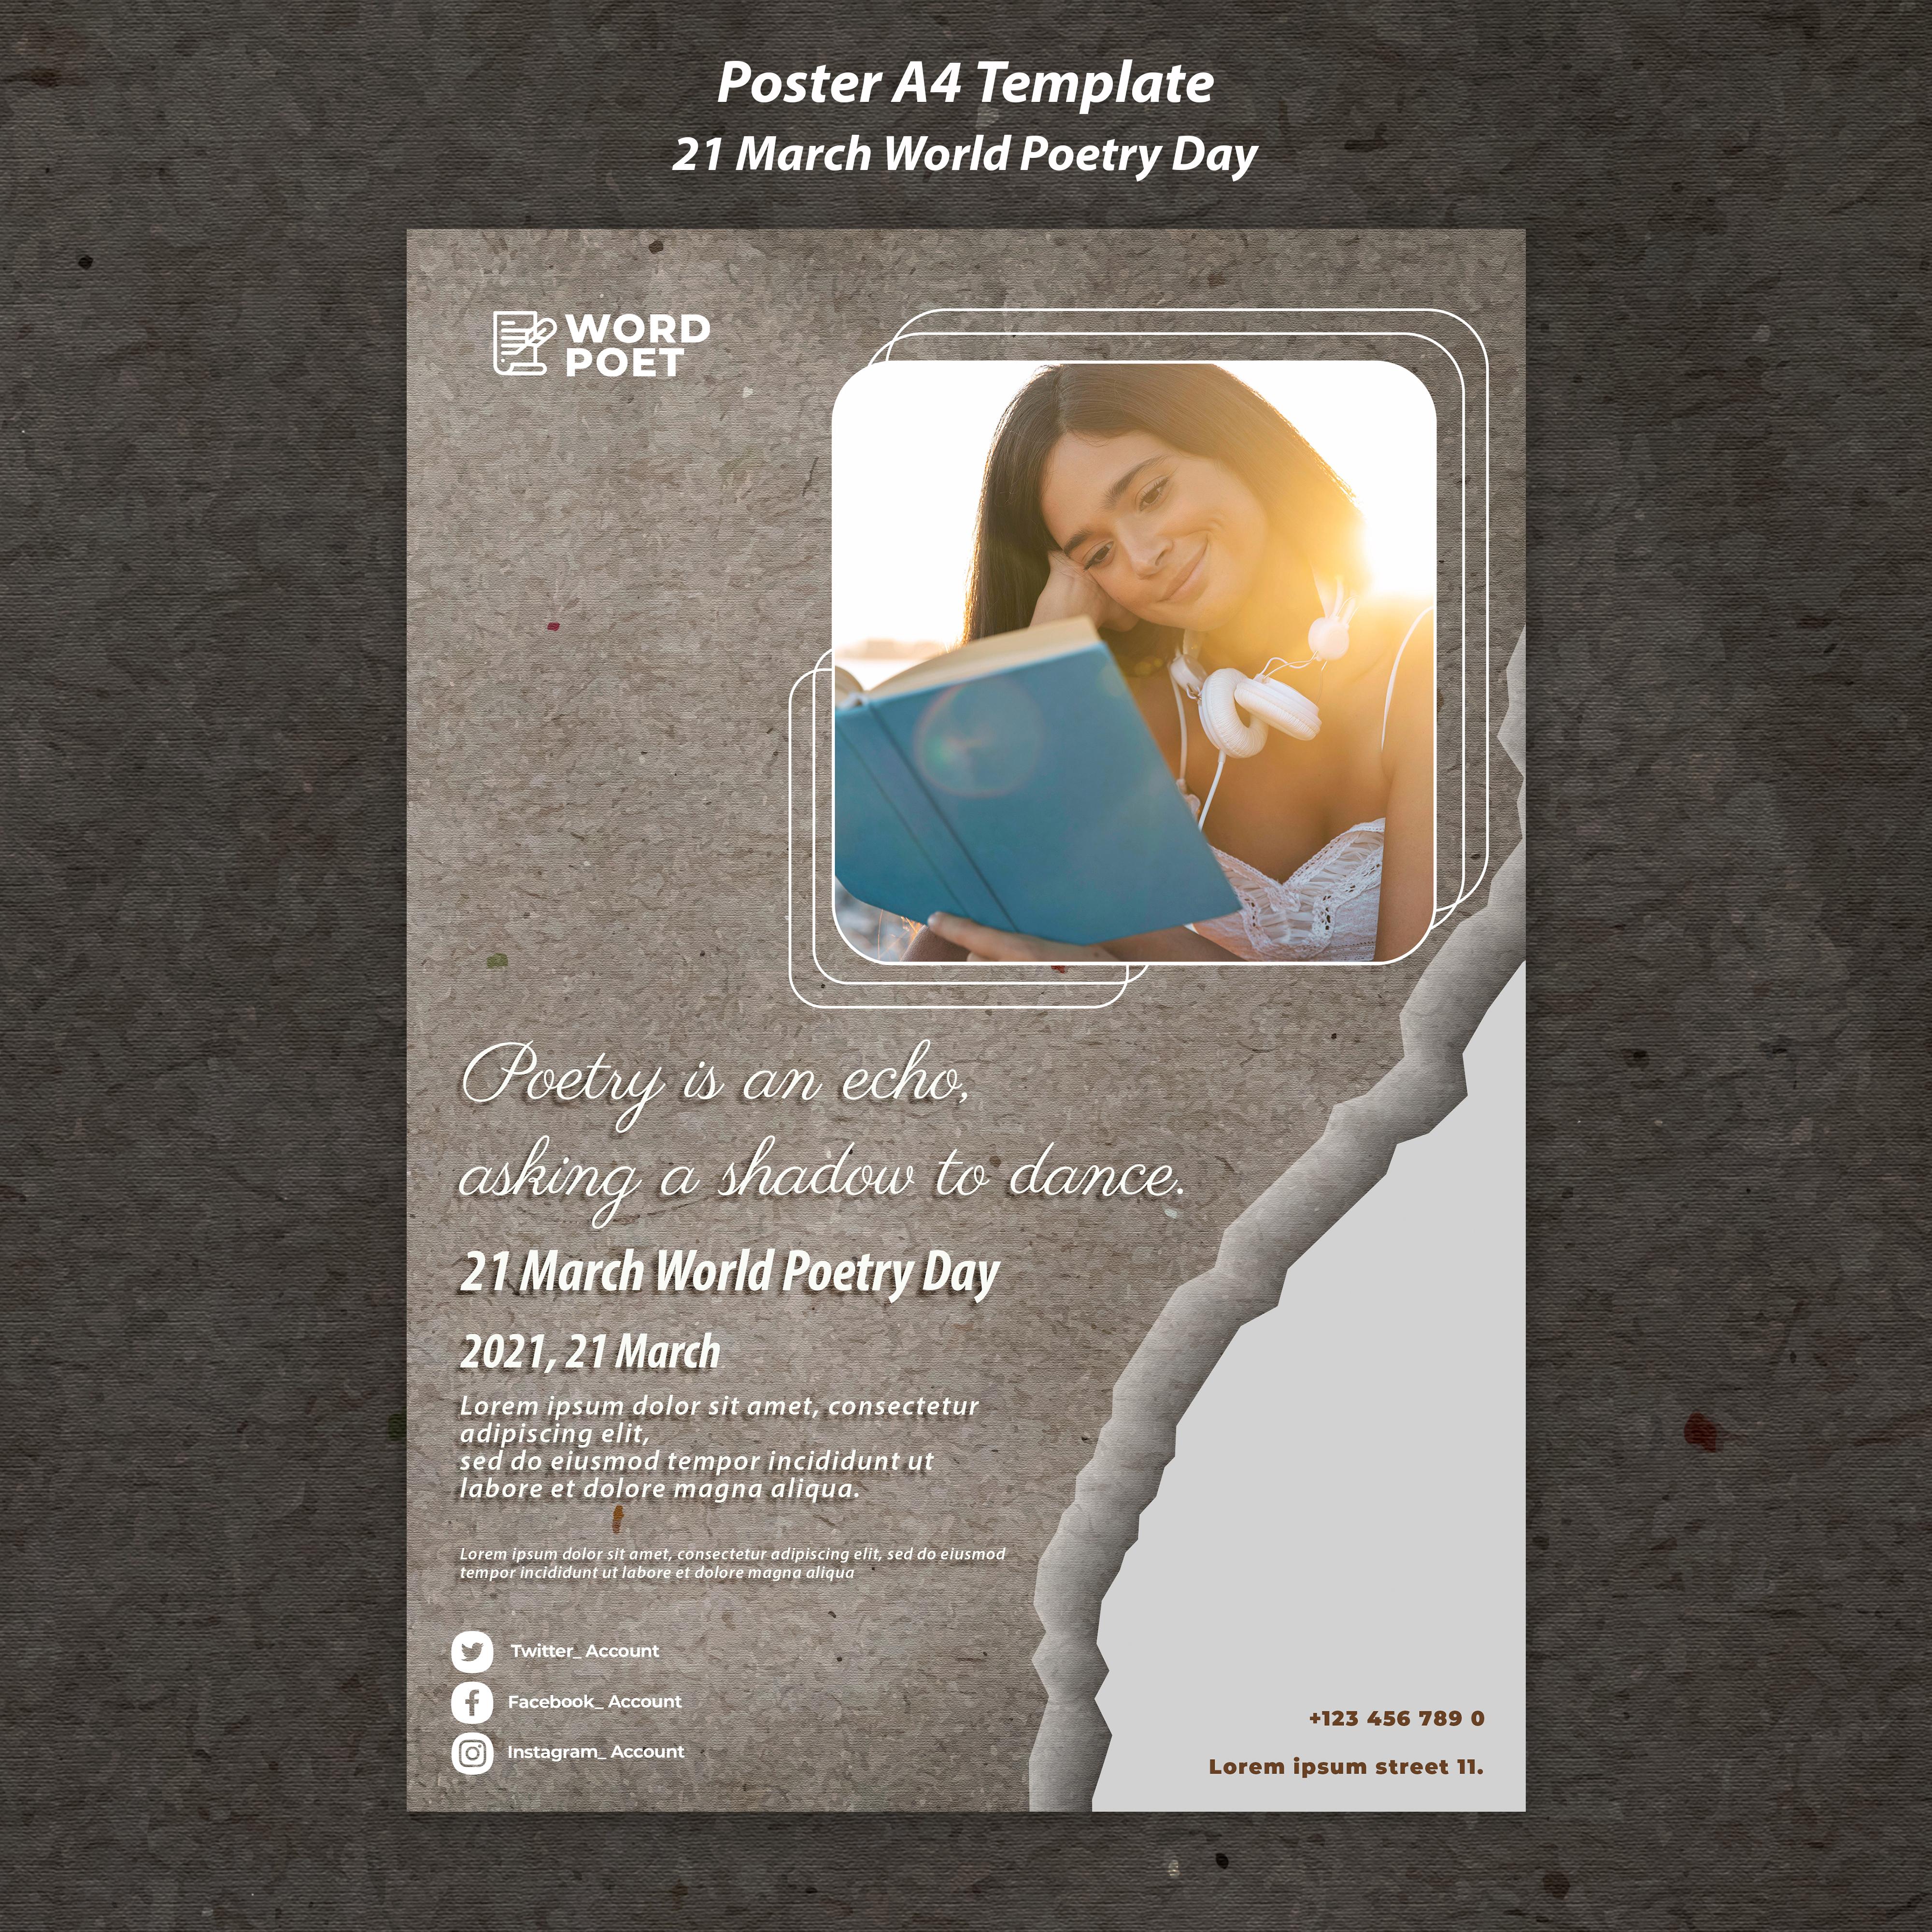 Poster A4 Template
21 March World Poetry Day
WORD
POET
Poetry is an echo,
asking a shadow to dance.
21 March World Poetry Day
2021, 21 March
Lorem ipsum dolor sit amet, consectetur
adipiscing elit,
sed do eiusmod tempor incididunt ut
labore et dolore magna aliqua.
Lorem ipsum dolor sit amet, consectetur adipiscing elit, sed do eiusmod
tempor incididunt ut labore et dolore magna aliqua
Twitter_ Account
Facebook_ Account
Instagram_ Account
+123 456 789 0
Lorem ipsum street 11.